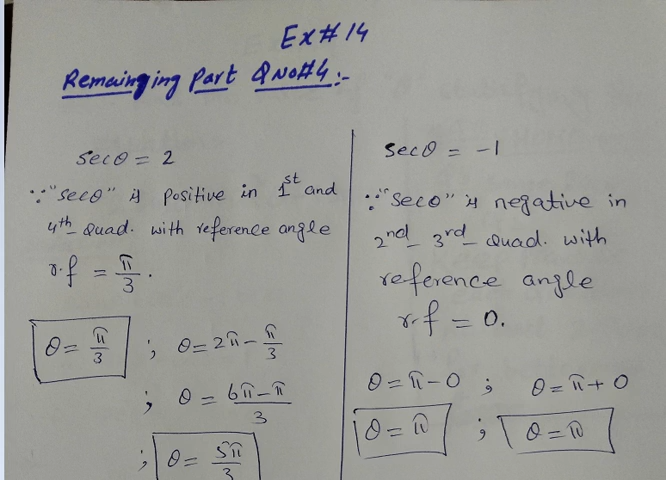 Ex# 14
Remainging Part Q No#4:-
secθ = 2
∵ "secθ" is positive in 1st and
4th Quad. with reference angle
r.f = π/3.
θ = π/3 ; θ = 2π - π/3
; θ = 6π - π/3
; θ = 5π/3
secθ = -1
∵ "secθ" is negative in
2nd - 3rd - Quad. with
reference angle
r.f = 0.
θ = π - 0 ; θ = π + 0
θ = π ; θ = π